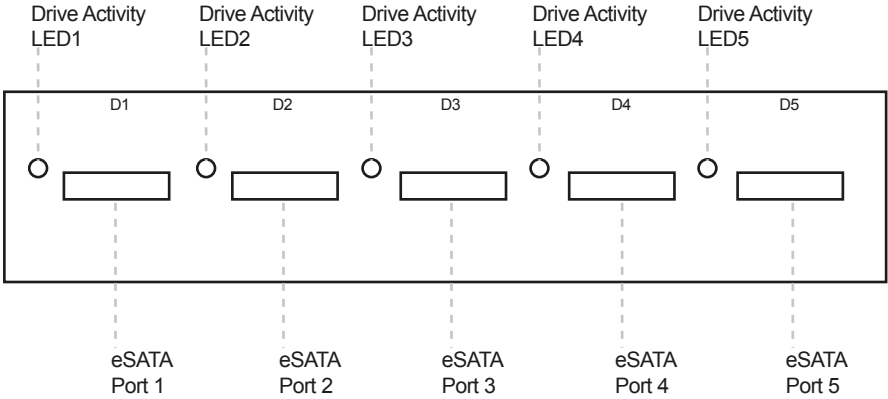 Drive Activity
LED1
Drive Activity
LED2
Drive Activity
LED3
Drive Activity
LED4
Drive Activity
LED5
D1
D2
D3
D4
D5
eSATA
Port 1
eSATA
Port 2
eSATA
Port 3
eSATA
Port 4
eSATA
Port 5